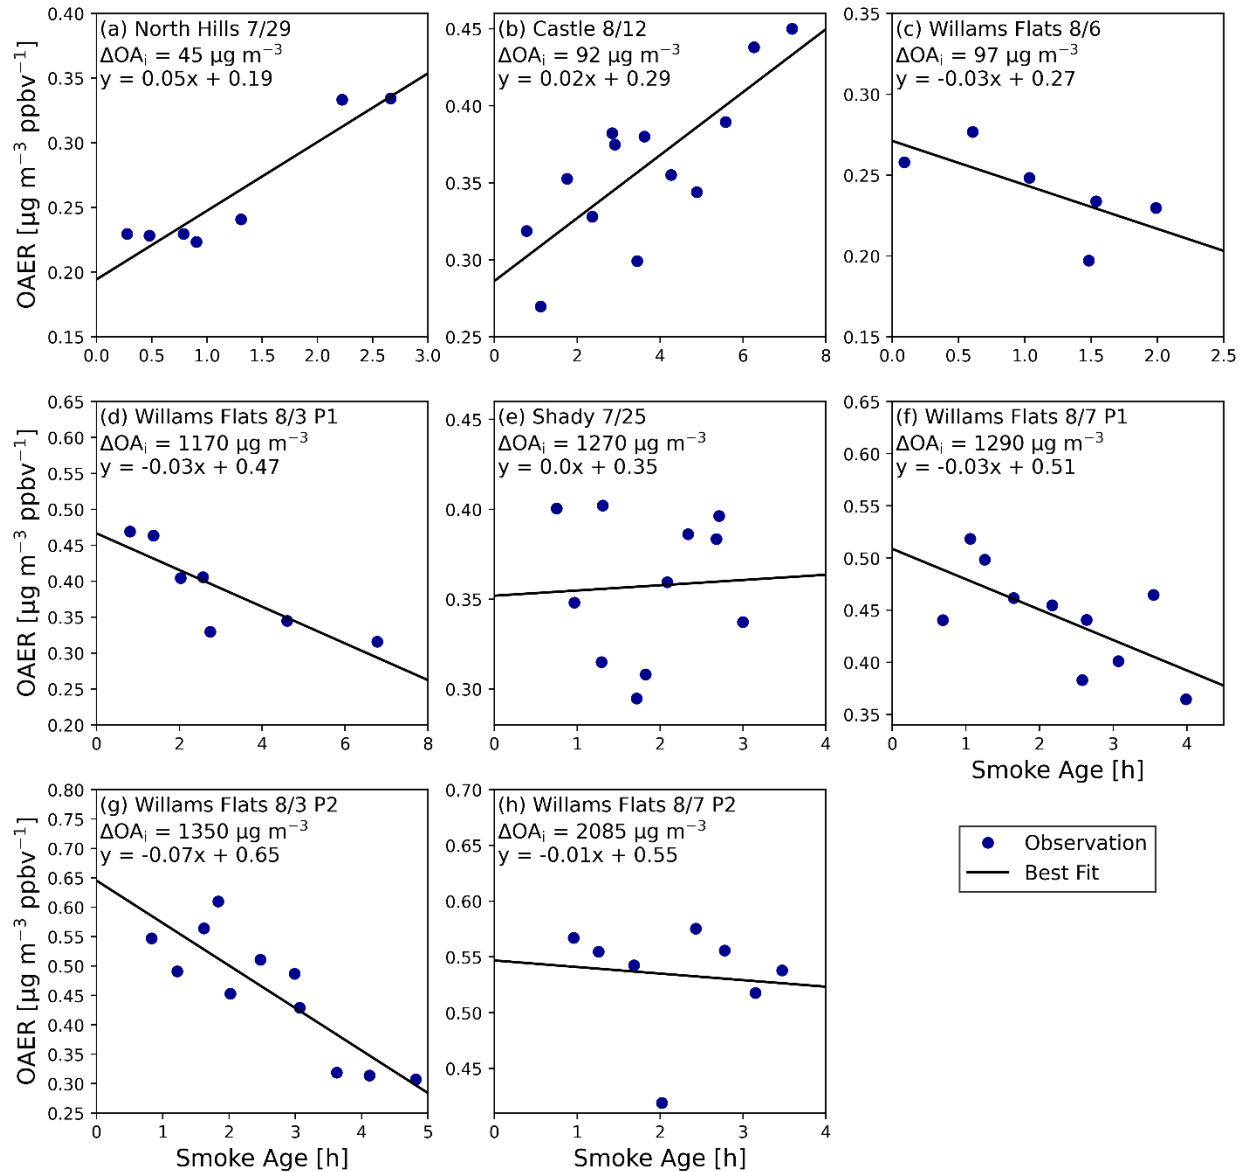 (a) North Hills 7/29
ΔOAᵢ = 45 µg m⁻³
y = 0.05x + 0.19
OAER [µg m⁻³ ppbv⁻¹]
0.40
0.35
0.30
0.25
0.20
0.15
0.0 0.5 1.0 1.5 2.0 2.5 3.0
(b) Castle 8/12
ΔOAᵢ = 92 µg m⁻³
y = 0.02x + 0.29
0.45
0.40
0.35
0.30
0.25
0 2 4 6 8
(c) Willams Flats 8/6
ΔOAᵢ = 97 µg m⁻³
y = -0.03x + 0.27
0.35
0.30
0.25
0.20
0.15
0.0 0.5 1.0 1.5 2.0 2.5
(d) Willams Flats 8/3 P1
ΔOAᵢ = 1170 µg m⁻³
y = -0.03x + 0.47
OAER [µg m⁻³ ppbv⁻¹]
0.65
0.60
0.55
0.50
0.45
0.40
0.35
0.30
0.25
0.20
0 2 4 6 8
(e) Shady 7/25
ΔOAᵢ = 1270 µg m⁻³
y = 0.0x + 0.35
0.45
0.40
0.35
0.30
0 1 2 3 4
(f) Willams Flats 8/7 P1
ΔOAᵢ = 1290 µg m⁻³
y = -0.03x + 0.51
0.65
0.60
0.55
0.50
0.45
0.40
0.35
0 1 2 3 4
Smoke Age [h]
(g) Willams Flats 8/3 P2
ΔOAᵢ = 1350 µg m⁻³
y = -0.07x + 0.65
OAER [µg m⁻³ ppbv⁻¹]
0.80
0.75
0.70
0.65
0.60
0.55
0.50
0.45
0.40
0.35
0.30
0.25
0 1 2 3 4 5
Smoke Age [h]
(h) Willams Flats 8/7 P2
ΔOAᵢ = 2085 µg m⁻³
y = -0.01x + 0.55
0.70
0.65
0.60
0.55
0.50
0.45
0 1 2 3 4
Smoke Age [h]
Observation
Best Fit